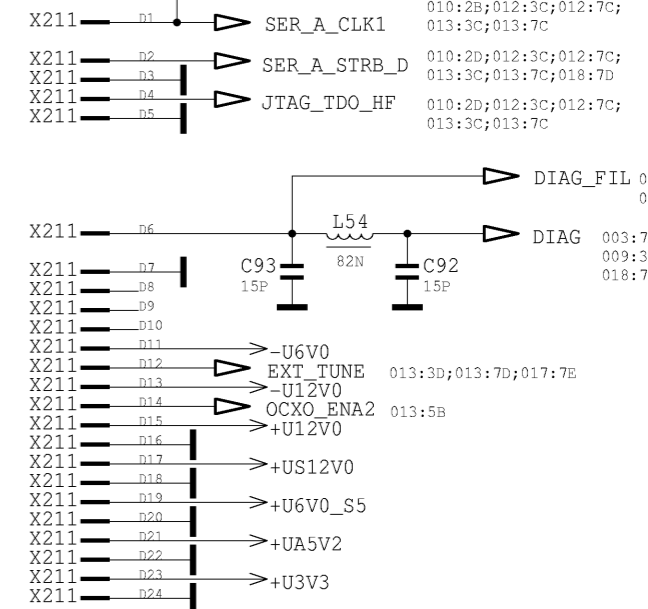 010:2B;012:3C;012:7C;
X211 D1 SER_A_CLK1 013:3C;013:7C
010:2D;012:3C;012:7C;
X211 D2 SER_A_STRB_D 013:3C;013:7C;018:7D
X211 D3
X211 D4 JTAG_TDO_HF 010:2D;012:3C;012:7C;
X211 D5 013:3C;013:7C
DIAG_FIL 0
0
X211 D6 L54 DIAG 003:7
82N 009:3
X211 D7 C93 C92 018:7
X211 D8 15P 15P
X211 D9
X211 D10
X211 D11 -U6V0
X211 D12 EXT_TUNE 013:3D;013:7D;017:7E
X211 D13 -U12V0
X211 D14 OCXO_ENA2 013:5B
X211 D15 +U12V0
X211 D16
X211 D17 +US12V0
X211 D18
X211 D19 +U6V0_S5
X211 D20
X211 D21 +UA5V2
X211 D22
X211 D23 +U3V3
X211 D24